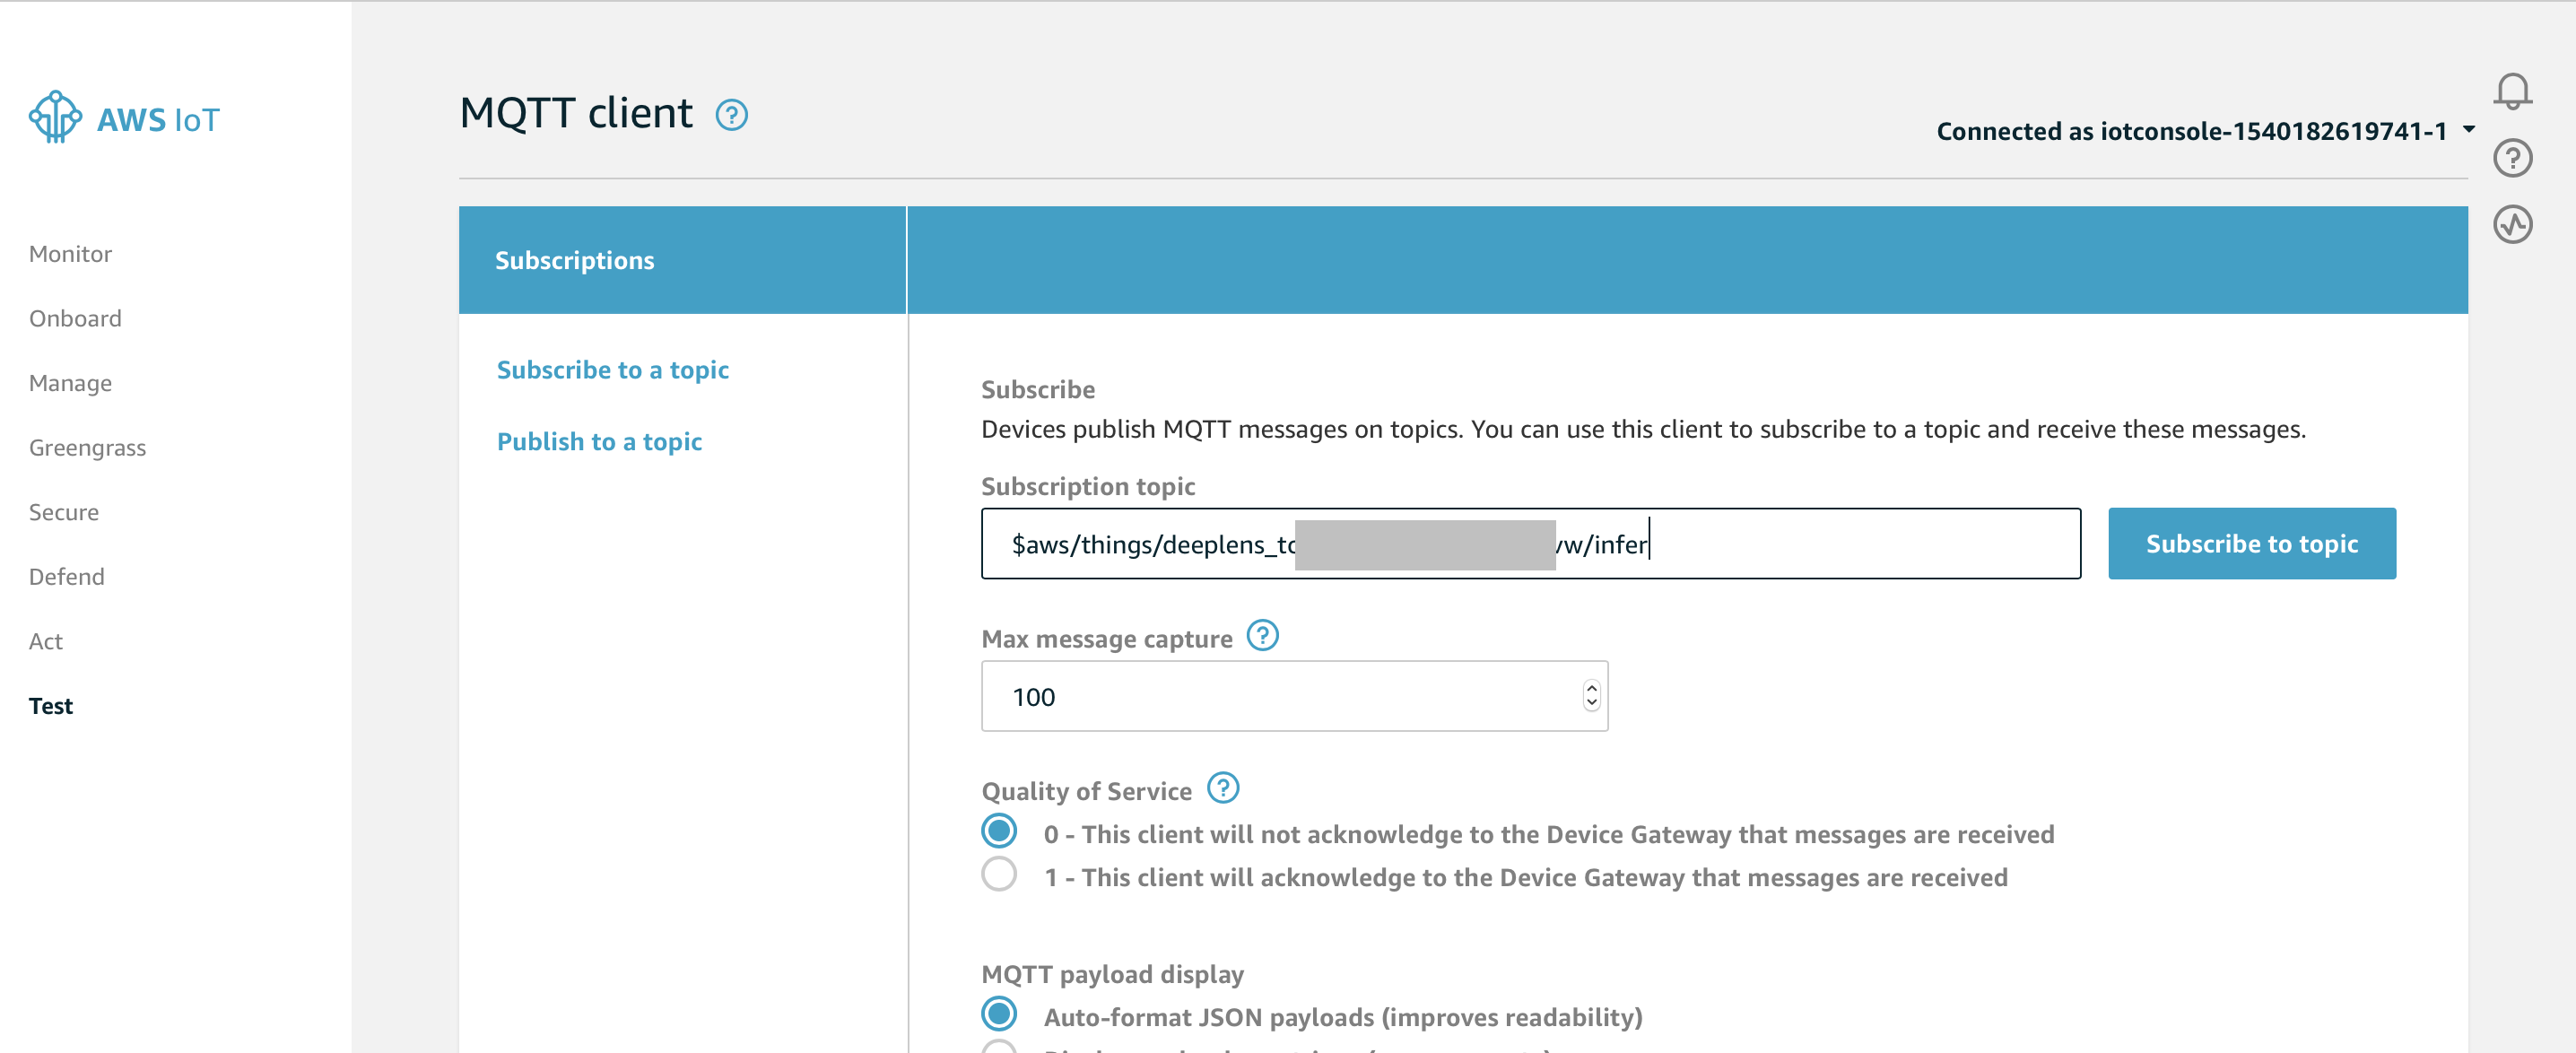 AWS IoT
Monitor
Onboard
Manage
Greengrass
Secure
Defend
Act
Test
MQTT client
Connected as iotconsole-1540182619741-1
Subscriptions
Subscribe to a topic
Publish to a topic
Subscribe
Devices publish MQTT messages on topics. You can use this client to subscribe to a topic and receive these messages.
Subscription topic
$aws/things/deeplens_to vw/infer
Subscribe to topic
Max message capture
100
Quality of Service
0 - This client will not acknowledge to the Device Gateway that messages are received
1 - This client will acknowledge to the Device Gateway that messages are received
MQTT payload display
Auto-format JSON payloads (improves readability)